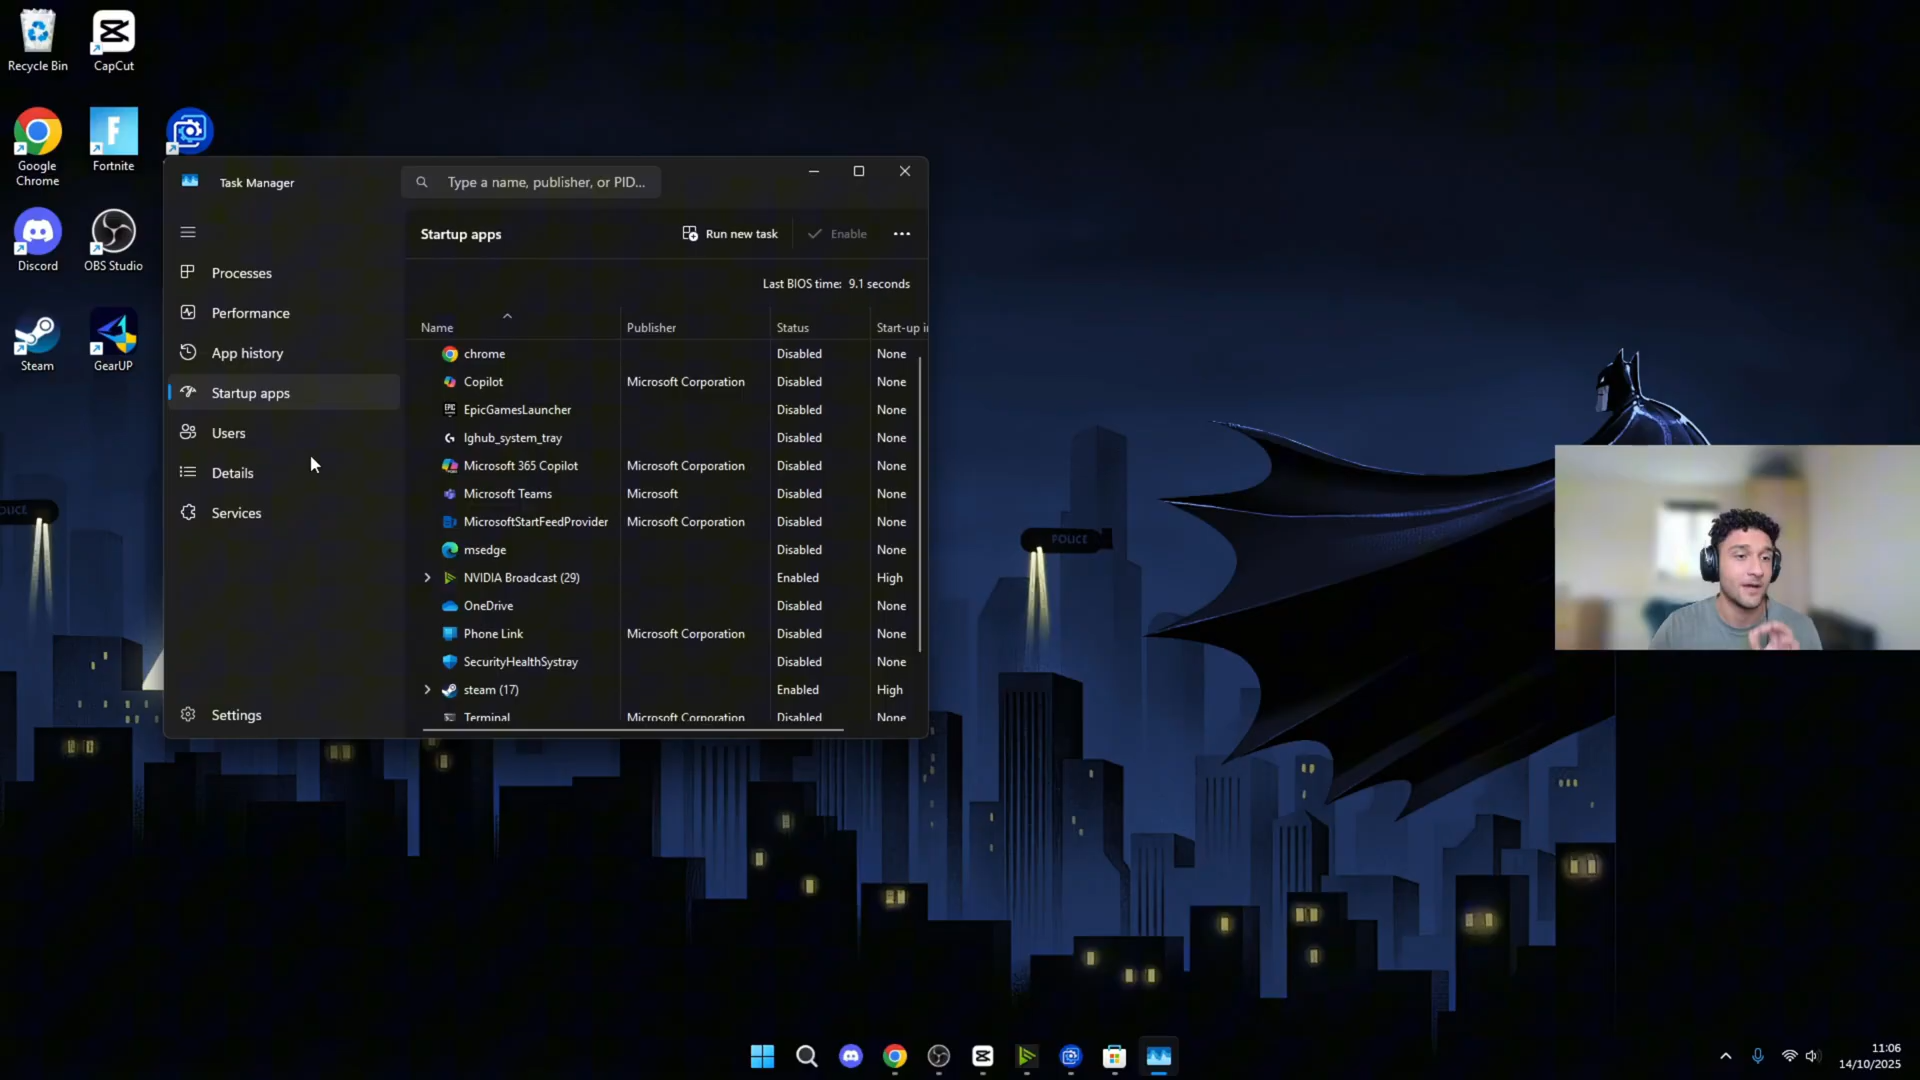 Recycle Bin
CapCut
Google
Chrome
Fortnite
Discord
OBS Studio
Steam
GearUP
Task Manager
Type a name, publisher, or PID...
Processes
Performance
App history
Startup apps
Users
Details
Services
Settings
Startup apps
Run new task
Enable
Last BIOS time: 9.1 seconds
Name Publisher Status Start-up i
chrome Disabled None
Copilot Microsoft Corporation Disabled None
EpicGamesLauncher Disabled None
lghub_system_tray Disabled None
Microsoft 365 Copilot Microsoft Corporation Disabled None
Microsoft Teams Microsoft Disabled None
MicrosoftStartFeedProvider Microsoft Corporation Disabled None
msedge Disabled None
NVIDIA Broadcast (29) Enabled High
OneDrive Disabled None
Phone Link Microsoft Corporation Disabled None
SecurityHealthSystray Disabled None
steam (17) Enabled High
Terminal Microsoft Corporation Disabled None
POLICE
11:06
14/10/2025